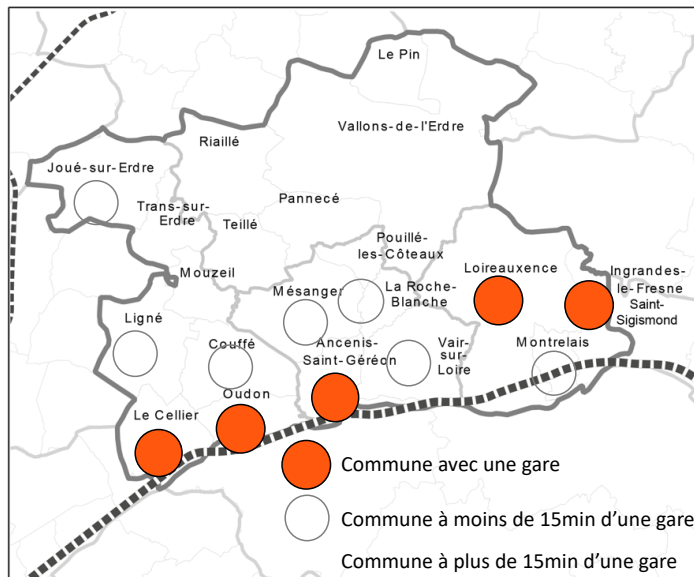 Le Pin
Vallons-de-l'Erdre
Riaillé
Joué-sur-Erdre
Pannecé
Trans-sur-
Erdre
Teillé
Pouillé-
les-Côteaux
Mouzeil
Loireauxence
Ingrandes-
le-Fresne
Saint-
Sigismond
Mésanger
La Roche-
Blanche
Ligné
Couffé
Ancenis-
Saint-Géréon
Vair-
sur-
Loire
Montrelais
Oudon
Le Cellier
Commune avec une gare
Commune à moins de 15min d'une gare
Commune à plus de 15min d'une gare